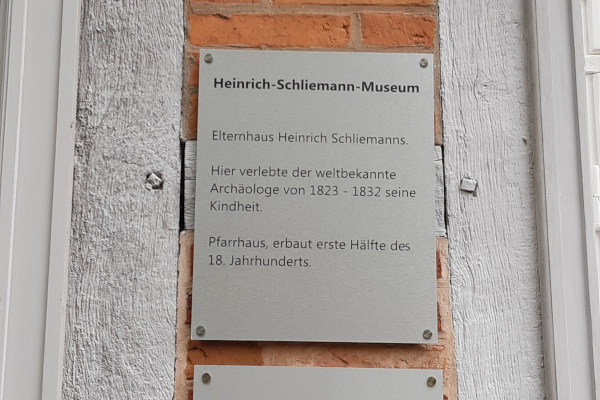 Heinrich-Schliemann-Museum
Elternhaus Heinrich Schliemanns.
Hier verlebte der weltbekannte
Archäologe von 1823 - 1832 seine
Kindheit.
Pfarrhaus, erbaut erste Hälfte des
18. Jahrhunderts.